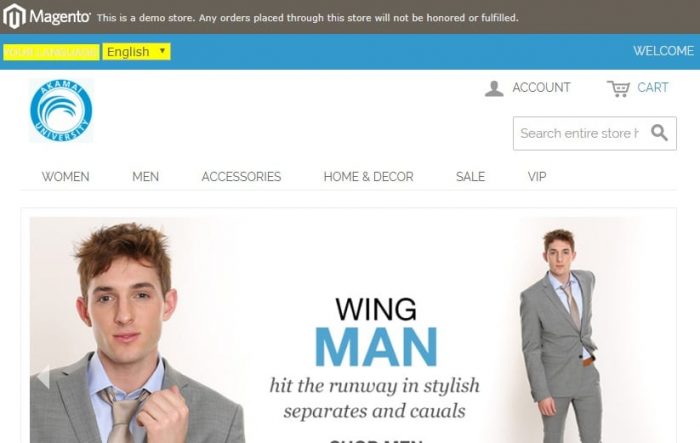 Magento® This is a demo store. Any orders placed through this store will not be honored or fulfilled.
YOUR LANGUAGE: English WELCOME
AKAMAI UNIVERSITY
ACCOUNT CART
Search entire store h
WOMEN MEN ACCESSORIES HOME & DECOR SALE VIP
WING
MAN
hit the runway in stylish
separates and cauals
SHOP MEN